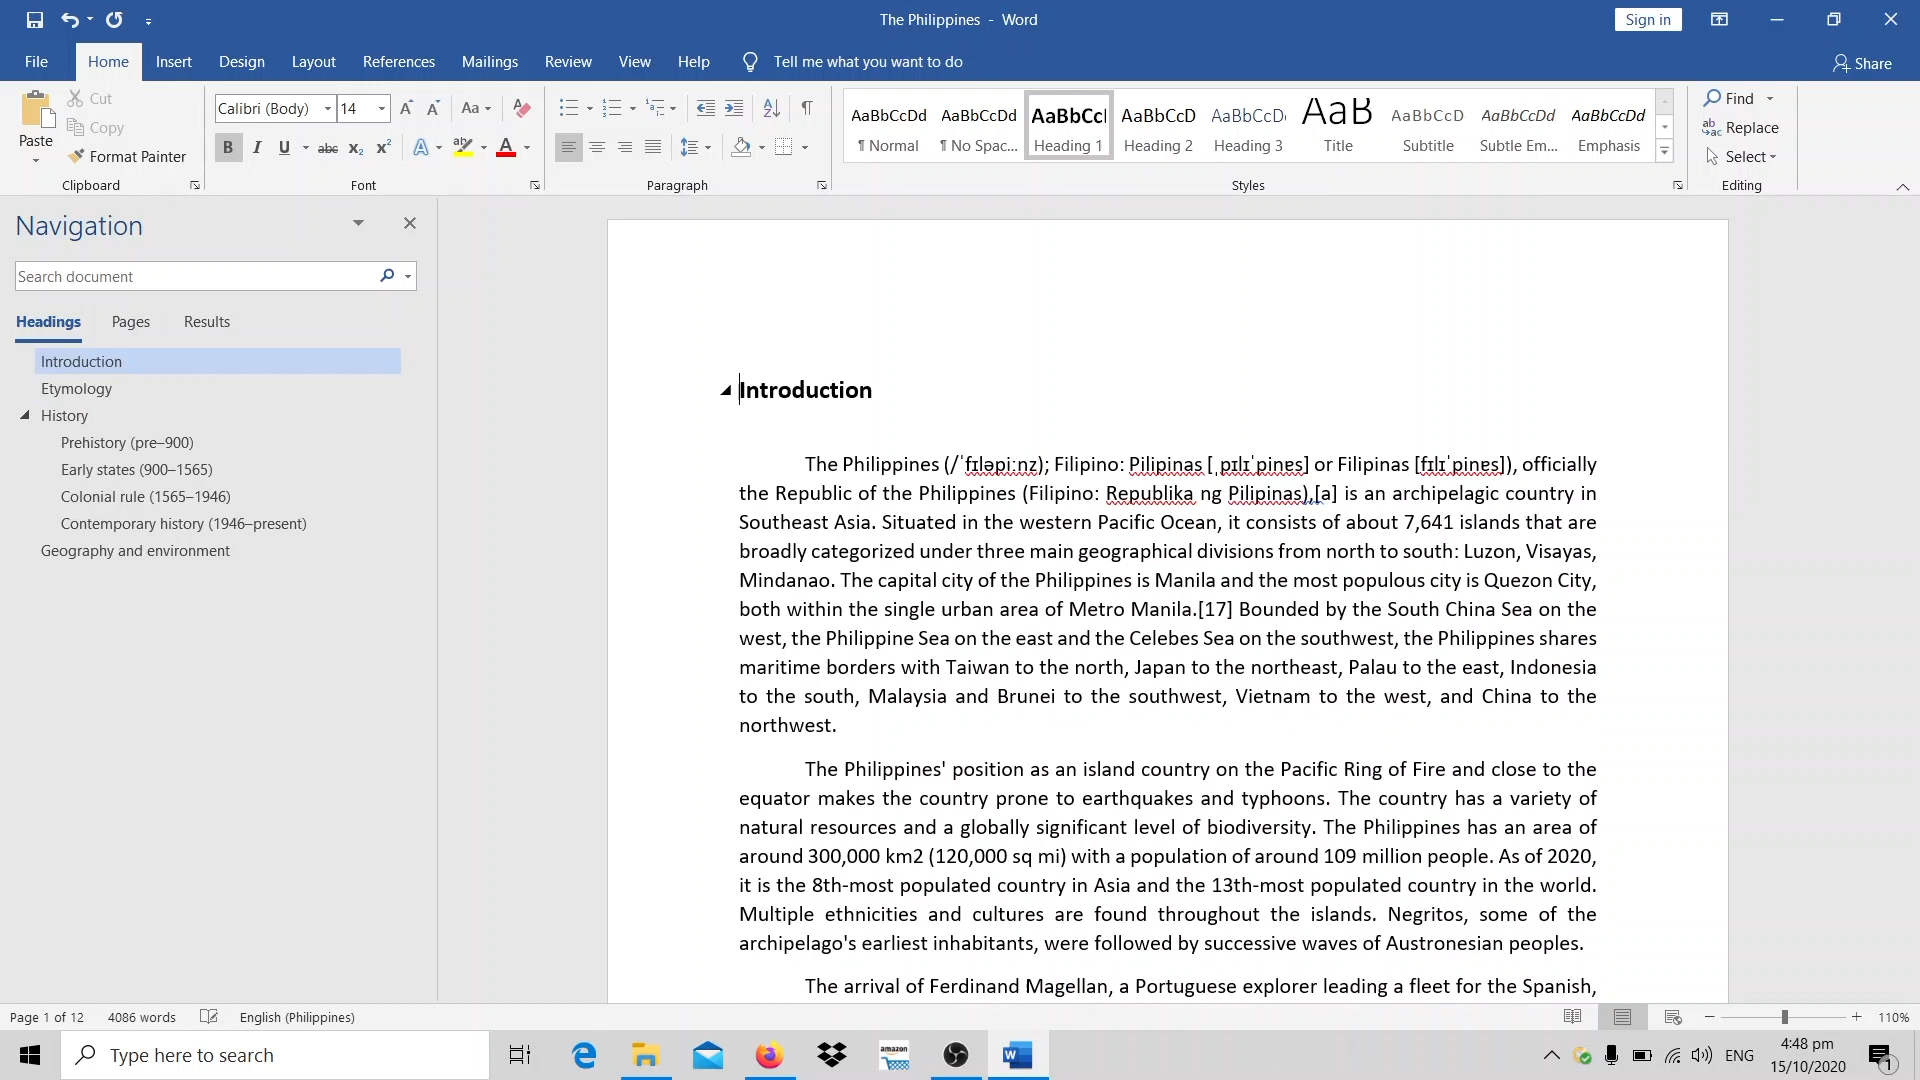 The Philippines - Word
Sign in
File Home Insert Design Layout References Mailings Review View Help Tell me what you want to do
Share
Paste
Cut
Copy
Format Painter
Clipboard
Calibri (Body) 14
Font
Paragraph
AaBbCcDd AaBbCcDd AaBbCcI AaBbCcD AaBbCcD AaB AaBbCcD AaBbCcDd AaBbCcDd
¶ Normal ¶ No Spac... Heading 1 Heading 2 Heading 3 Title Subtitle Subtle Em... Emphasis
Styles
Find
Replace
Select
Editing
Navigation
Search document
Headings Pages Results
Introduction
Etymology
History
Prehistory (pre–900)
Early states (900–1565)
Colonial rule (1565–1946)
Contemporary history (1946–present)
Geography and environment
Introduction
The Philippines (/ˈfɪləpiːnz); Filipino: Pilipinas [ˌpɪlɪˈpinɐs] or Filipinas [fɪlɪˈpinɐs]), officially
the Republic of the Philippines (Filipino: Republika ng Pilipinas),[a] is an archipelagic country in
Southeast Asia. Situated in the western Pacific Ocean, it consists of about 7,641 islands that are
broadly categorized under three main geographical divisions from north to south: Luzon, Visayas,
Mindanao. The capital city of the Philippines is Manila and the most populous city is Quezon City,
both within the single urban area of Metro Manila.[17] Bounded by the South China Sea on the
west, the Philippine Sea on the east and the Celebes Sea on the southwest, the Philippines shares
maritime borders with Taiwan to the north, Japan to the northeast, Palau to the east, Indonesia
to the south, Malaysia and Brunei to the southwest, Vietnam to the west, and China to the
northwest.
The Philippines' position as an island country on the Pacific Ring of Fire and close to the
equator makes the country prone to earthquakes and typhoons. The country has a variety of
natural resources and a globally significant level of biodiversity. The Philippines has an area of
around 300,000 km2 (120,000 sq mi) with a population of around 109 million people. As of 2020,
it is the 8th-most populated country in Asia and the 13th-most populated country in the world.
Multiple ethnicities and cultures are found throughout the islands. Negritos, some of the
archipelago's earliest inhabitants, were followed by successive waves of Austronesian peoples.
The arrival of Ferdinand Magellan, a Portuguese explorer leading a fleet for the Spanish,
Page 1 of 12 4086 words English (Philippines) 110%
Type here to search
amazon
ENG
4:48 pm
15/10/2020
1